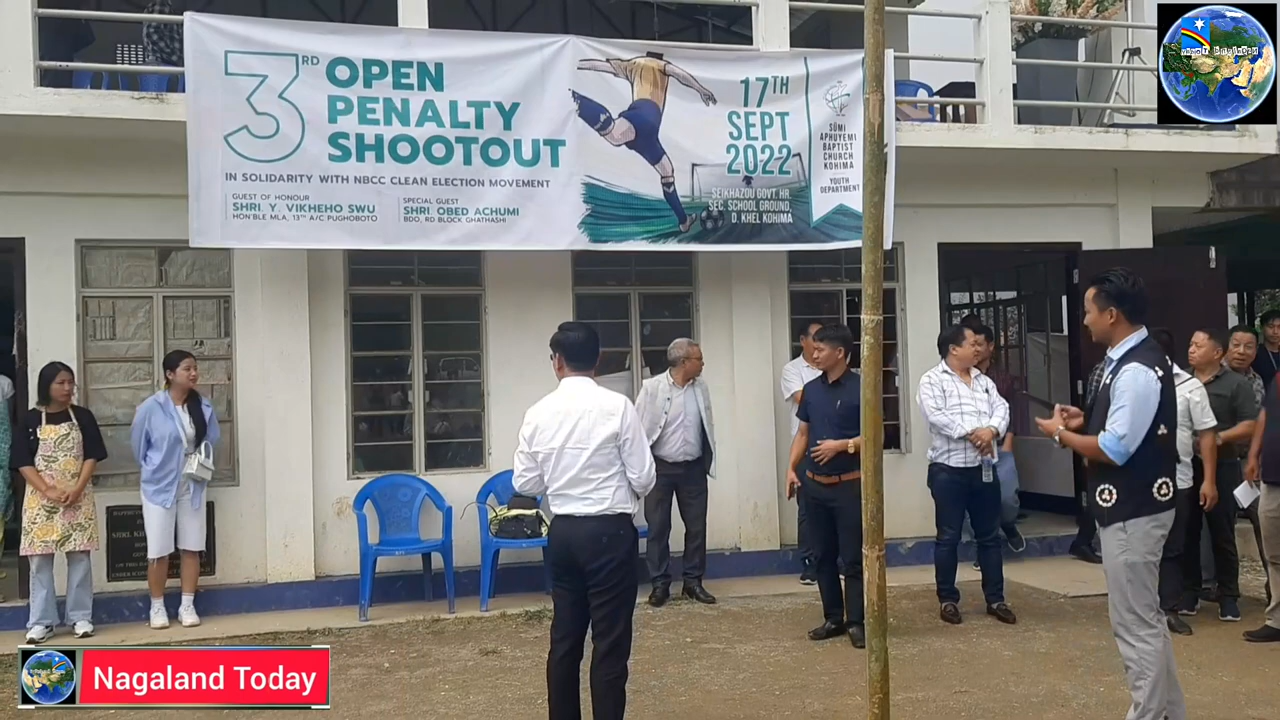 3RD OPEN
PENALTY
SHOOTOUT
IN SOLIDARITY WITH NBCC CLEAN ELECTION MOVEMENT
GUEST OF HONOUR
SHRI. Y. VIKHEHO SWU
HON'BLE MLA, 13TH A/C PUGHOBOTO
SPECIAL GUEST
SHRI. OBED ACHUMI
BDO, RD BLOCK GHATHASHI
17TH
SEPT
2022
SEIKHAZOU GOVT. HR.
SEC. SCHOOL GROUND,
D. KHEL KOHIMA
SÜMI
APHUYEMI
BAPTIST
CHURCH
KOHIMA
YOUTH
DEPARTMENT
Nagaland Today